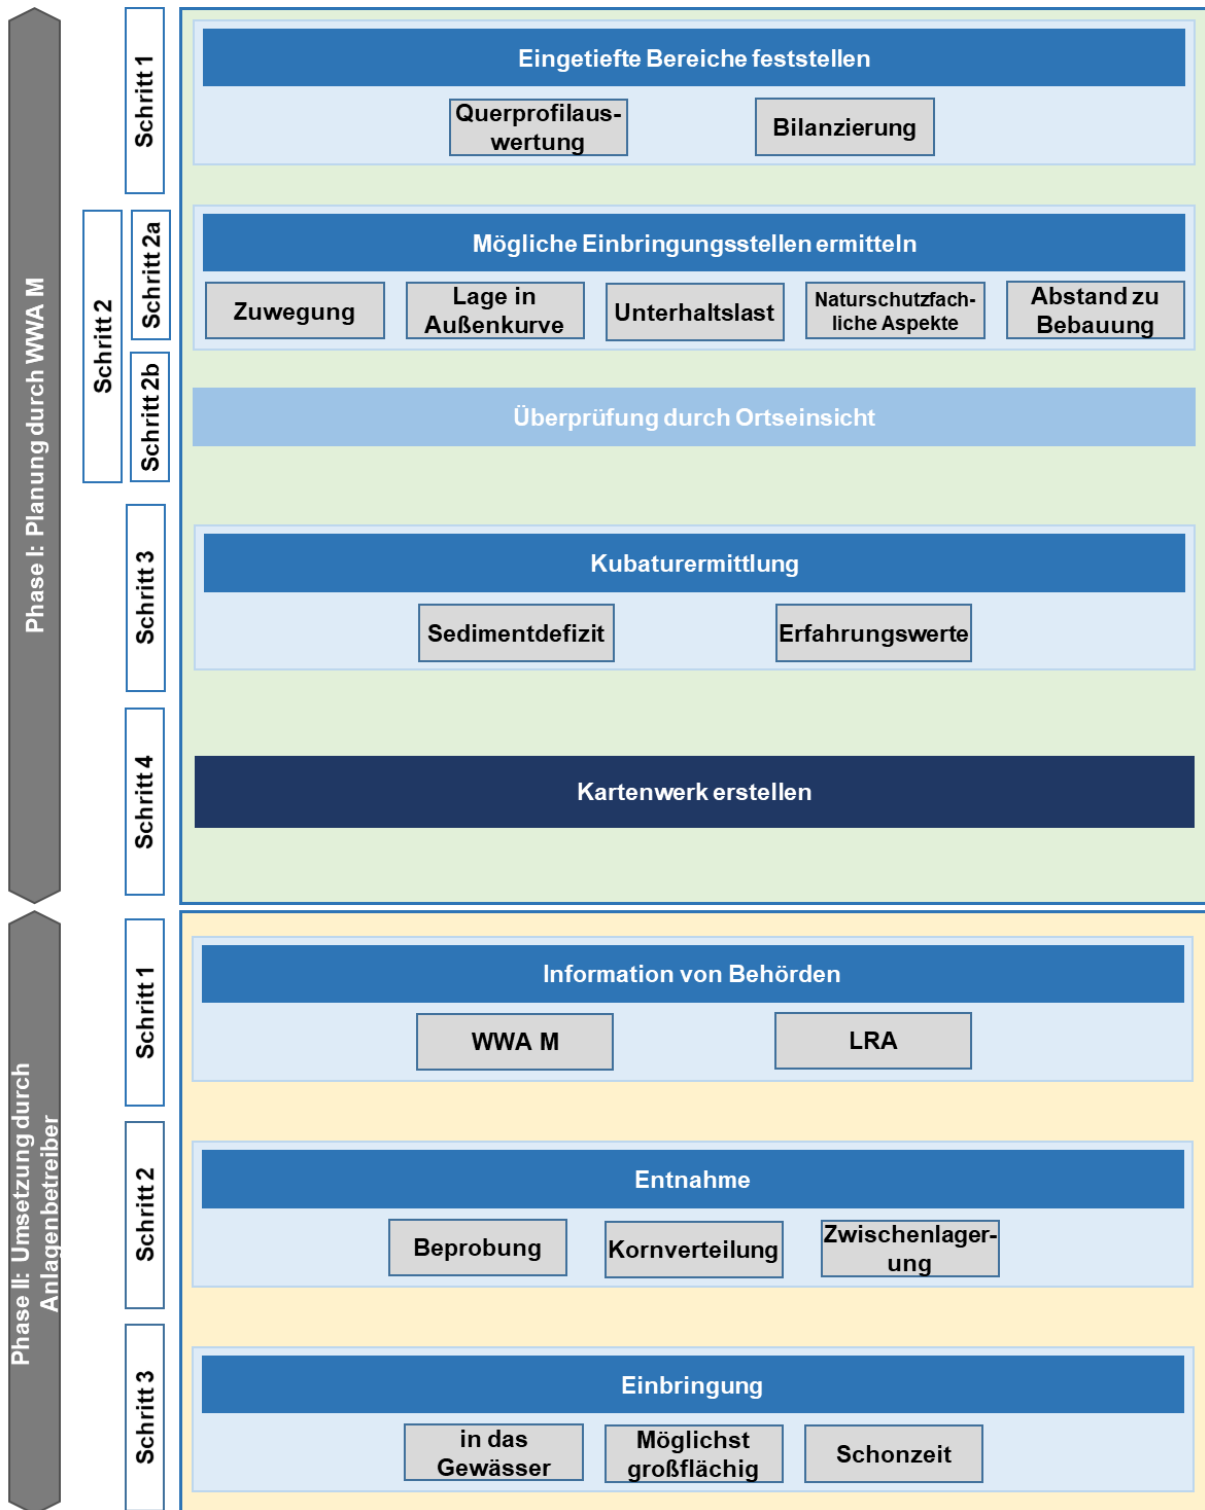 Phase I: Planung durch WWA M
Schritt 1
Eingetiefte Bereiche feststellen
Querprofilaus-
wertung
Bilanzierung
Schritt 2
Schritt 2a
Mögliche Einbringungsstellen ermitteln
Zuwegung
Lage in
Außenkurve
Unterhaltslast
Naturschutzfach-
liche Aspekte
Abstand zu
Bebauung
Schritt 2b
Überprüfung durch Ortseinsicht
Schritt 3
Kubaturermittlung
Sedimentdefizit
Erfahrungswerte
Schritt 4
Kartenwerk erstellen
Phase II: Umsetzung durch
Anlagenbetreiber
Schritt 1
Information von Behörden
WWA M
LRA
Schritt 2
Entnahme
Beprobung
Kornverteilung
Zwischenlager-
ung
Schritt 3
Einbringung
in das
Gewässer
Möglichst
großflächig
Schonzeit